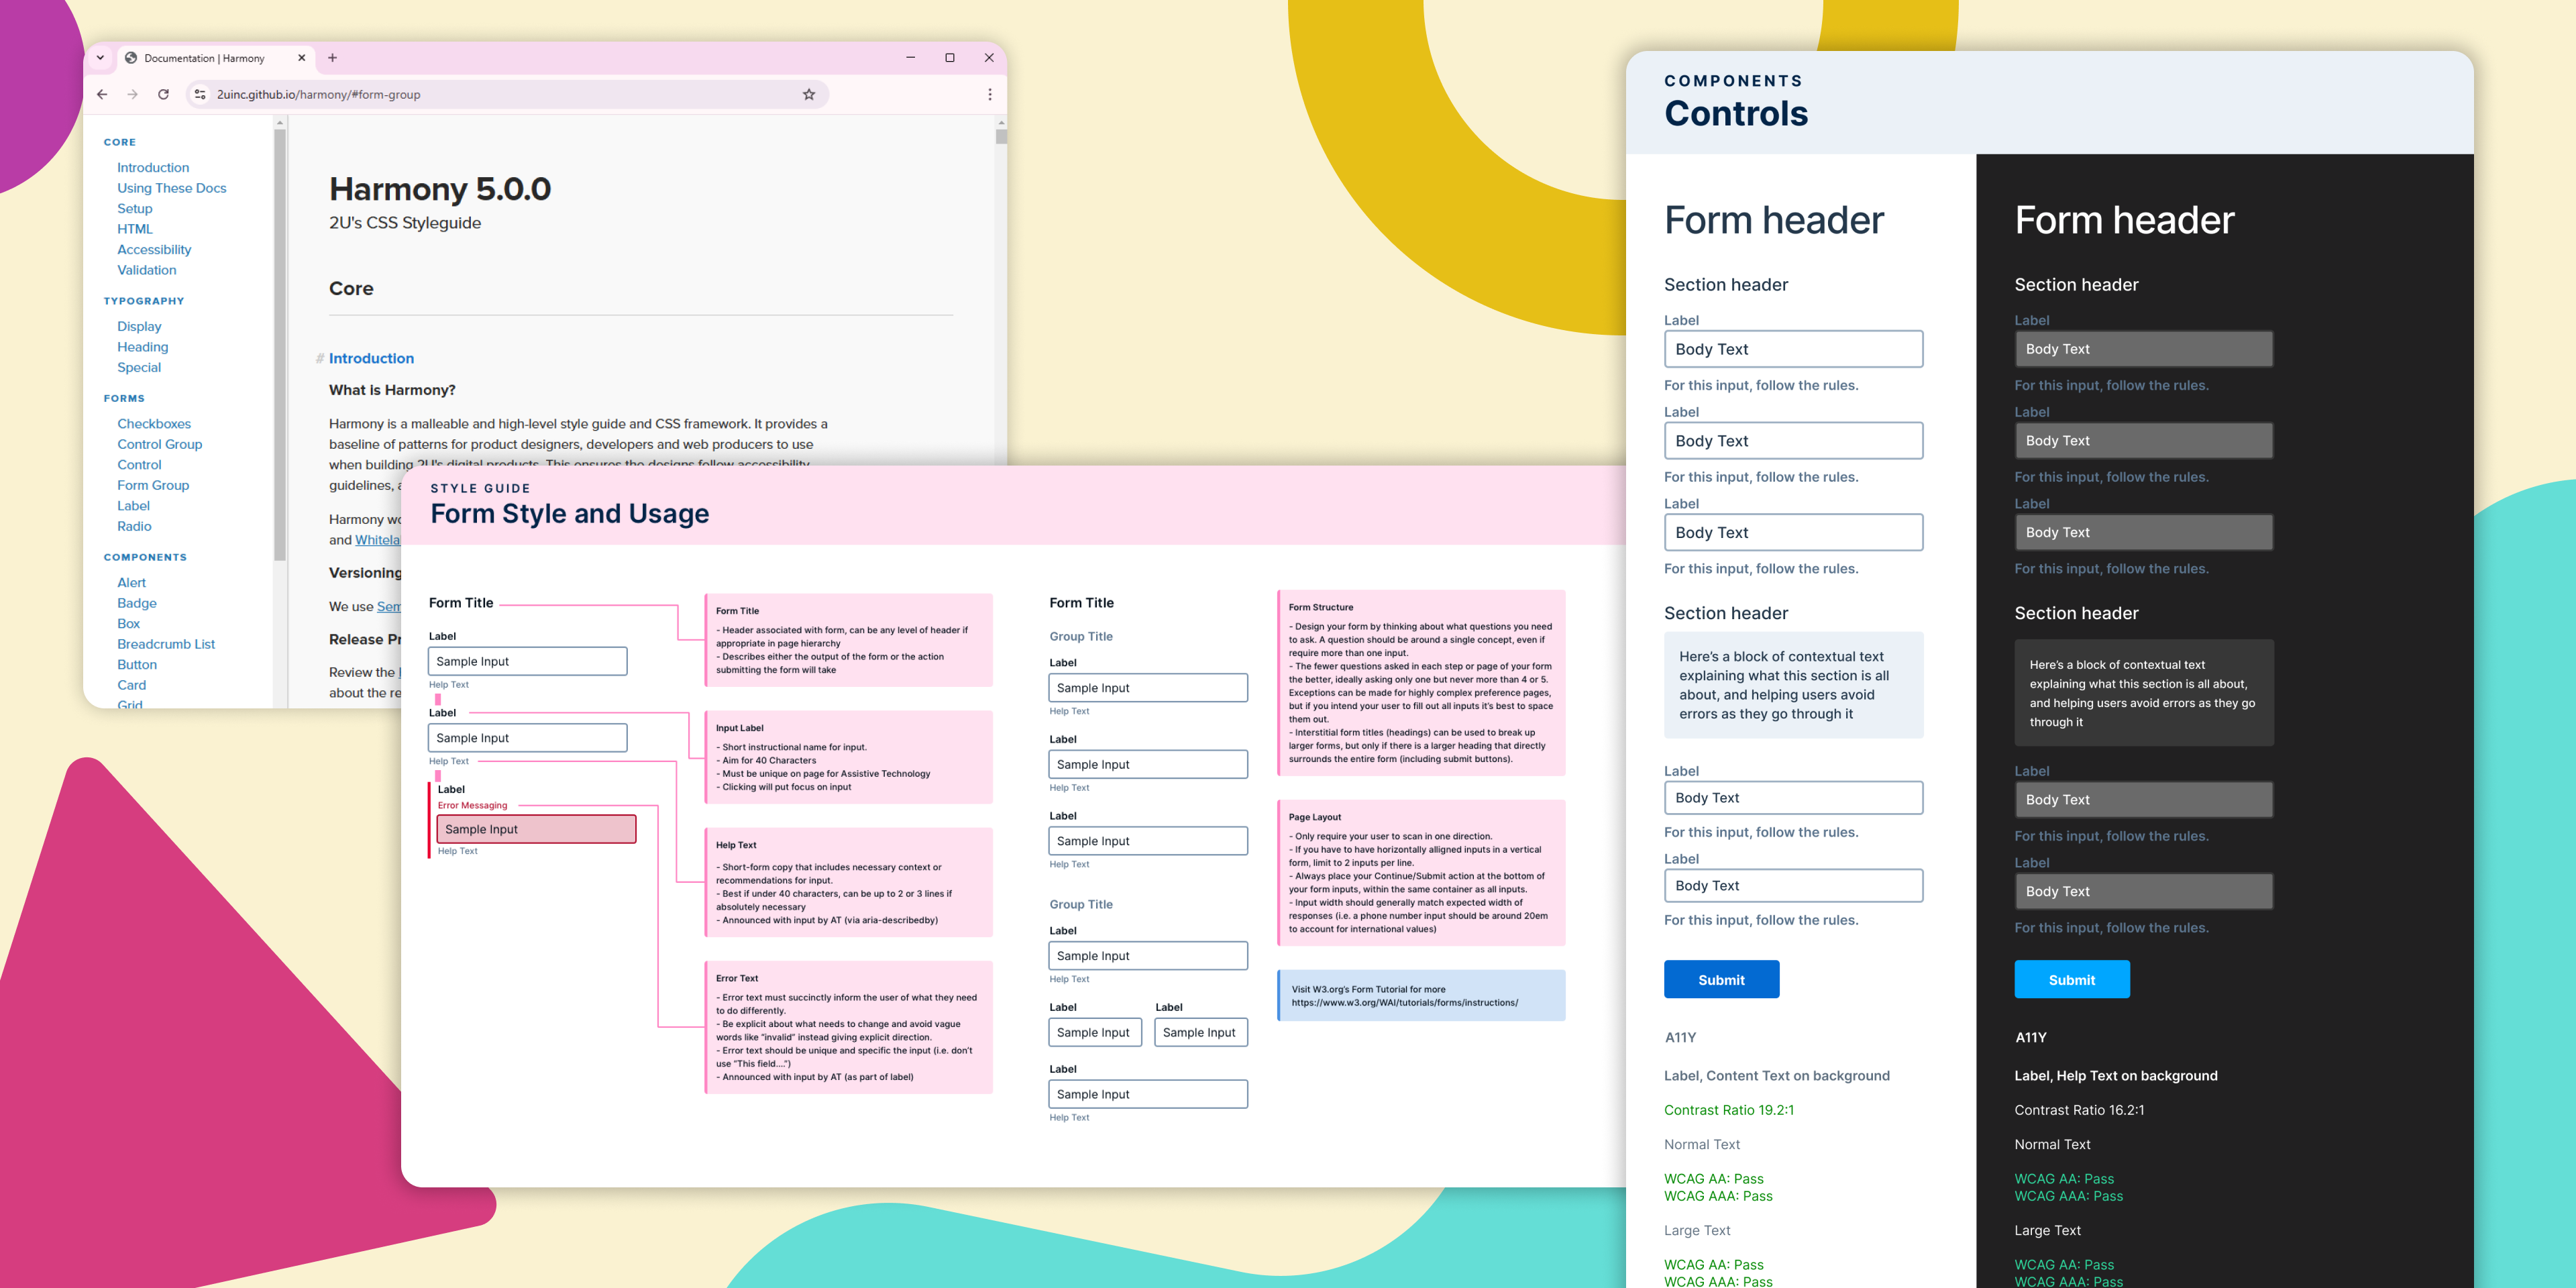 Documentation | Harmony
2uinc.github.io/harmony/#form-group
CORE
Introduction
Using These Docs
Setup
HTML
Accessibility
Validation
TYPOGRAPHY
Display
Heading
Special
FORMS
Checkboxes
Control Group
Control
Form Group
Label
Radio
COMPONENTS
Alert
Badge
Box
Breadcrumb List
Button
Card
Grid
Harmony 5.0.0
2U's CSS Styleguide
Core
# Introduction
What is Harmony?
Harmony is a malleable and high-level style guide and CSS framework. It provides a
baseline of patterns for product designers, developers and web producers to use
when building 2U's digital products. This ensures the designs follow accessibility
guidelines,
Harmony
and
Versioning
We use
Release
Review the
about the
STYLE GUIDE
Form Style and Usage
Form Title
Label
Sample Input
Help Text
Label
Sample Input
Help Text
Label
Error Messaging
Sample Input
Help Text
Form Title
- Header associated with form, can be any level of header if
appropriate in page hierarchy
- Describes either the output of the form or the action
submitting the form will take
Input Label
- Short instructional name for input.
- Aim for 40 Characters
- Must be unique on page for Assistive Technology
- Clicking will put focus on input
Help Text
- Short-form copy that includes necessary context or
recommendations for input.
- Best if under 40 characters, can be up to 2 or 3 lines if
absolutely necessary
- Announced with input by AT (via aria-describedby)
Error Text
- Error text must succinctly inform the user of what they need
to do differently.
- Be explicit about what needs to change and avoid vague
words like "invalid" instead giving explicit direction.
- Error text should be unique and specific the input (i.e. don't
use "This field....")
- Announced with input by AT (as part of label)
Form Title
Group Title
Label
Sample Input
Help Text
Label
Sample Input
Help Text
Label
Sample Input
Help Text
Group Title
Label
Sample Input
Help Text
Label Label
Sample Input Sample Input
Label
Sample Input
Help Text
Form Structure
- Design your form by thinking about what questions you need
to ask. A question should be around a single concept, even if
require more than one input.
- The fewer questions asked in each step or page of your form
the better, ideally asking only one but never more than 4 or 5.
Exceptions can be made for highly complex preference pages,
but if you intend your user to fill out all inputs it's best to space
them out.
- Interstitial form titles (headings) can be used to break up
larger forms, but only if there is a larger heading that directly
surrounds the entire form (including submit buttons).
Page Layout
- Only require your user to scan in one direction.
- If you have to have horizontally alligned inputs in a vertical
form, limit to 2 inputs per line.
- Always place your Continue/Submit action at the bottom of
your form inputs, within the same container as all inputs.
- Input width should generally match expected width of
responses (i.e. a phone number input should be around 20em
to account for international values)
Visit W3.org's Form Tutorial for more
https://www.w3.org/WAI/tutorials/forms/instructions/
COMPONENTS
Controls
Form header
Section header
Label
Body Text
For this input, follow the rules.
Label
Body Text
For this input, follow the rules.
Label
Body Text
For this input, follow the rules.
Section header
Here's a block of contextual text
explaining what this section is all
about, and helping users avoid
errors as they go through it
Label
Body Text
For this input, follow the rules.
Label
Body Text
For this input, follow the rules.
Submit
A11Y
Label, Content Text on background
Contrast Ratio 19.2:1
Normal Text
WCAG AA: Pass
WCAG AAA: Pass
Large Text
WCAG AA: Pass
WCAG AAA: Pass
Form header
Section header
Label
Body Text
For this input, follow the rules.
Label
Body Text
For this input, follow the rules.
Label
Body Text
For this input, follow the rules.
Section header
Here's a block of contextual text
explaining what this section is all about,
and helping users avoid errors as they go
through it
Label
Body Text
For this input, follow the rules.
Label
Body Text
For this input, follow the rules.
Submit
A11Y
Label, Help Text on background
Contrast Ratio 16.2:1
Normal Text
WCAG AA: Pass
WCAG AAA: Pass
Large Text
WCAG AA: Pass
WCAG AAA: Pass